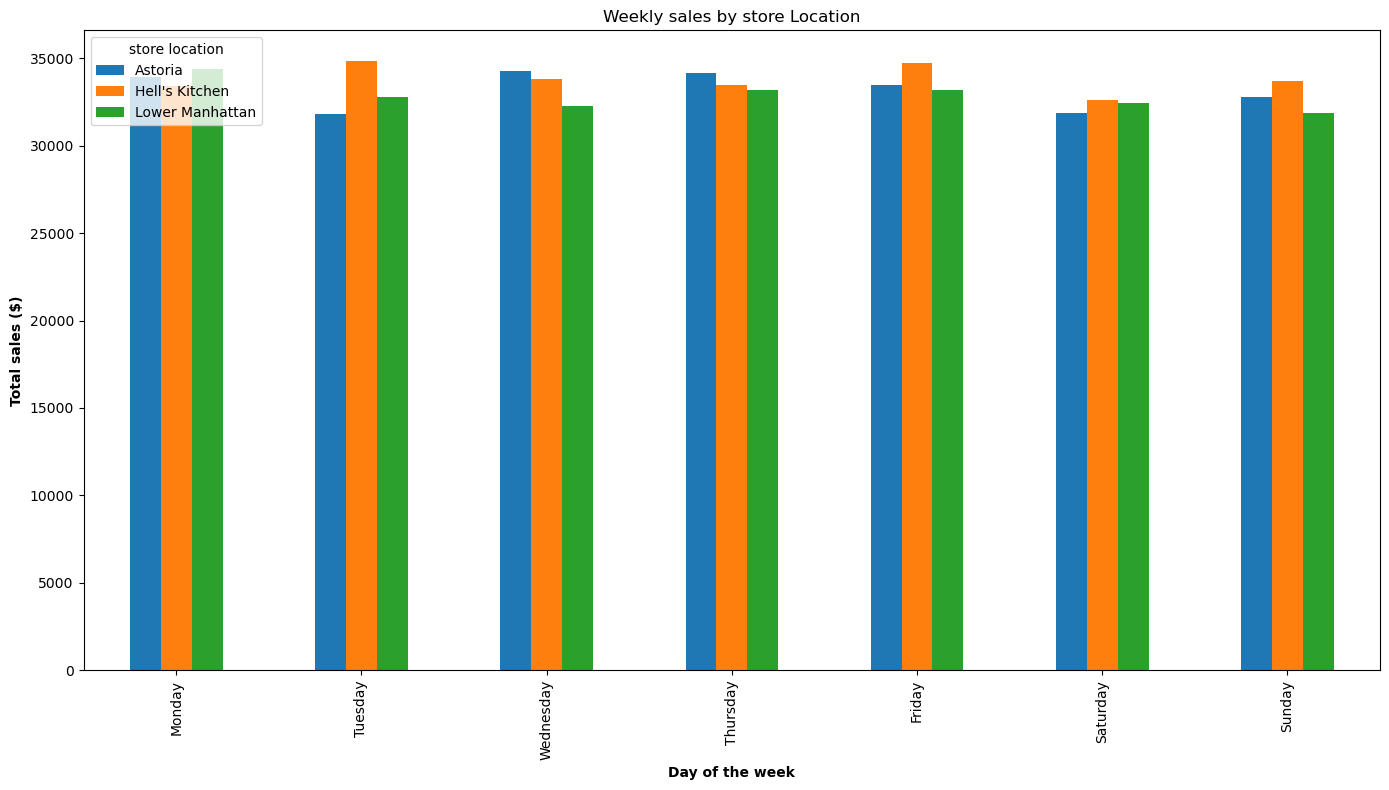 Weekly sales by store Location
store location
Astoria
Hell's Kitchen
Lower Manhattan
35000
30000
25000
20000
15000
10000
5000
0
Total sales ($)
Monday
Tuesday
Wednesday
Thursday
Friday
Saturday
Sunday
Day of the week